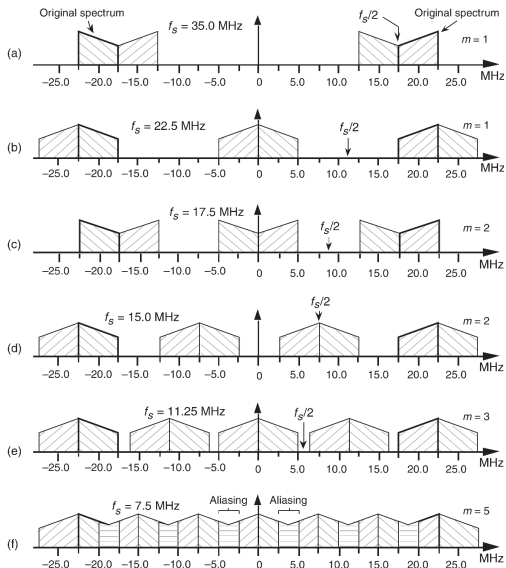 Original spectrum
f_s/2
Original spectrum
f_s = 35.0 MHz
m = 1
(a)
–25.0 –20.0 –15.0 –10.0 –5.0 0 5.0 10.0 15.0 20.0 25.0 MHz
f_s = 22.5 MHz
f_s/2
m = 1
(b)
–25.0 –20.0 –15.0 –10.0 –5.0 0 5.0 10.0 15.0 20.0 25.0 MHz
f_s = 17.5 MHz
f_s/2
m = 2
(c)
–25.0 –20.0 –15.0 –10.0 –5.0 0 5.0 10.0 15.0 20.0 25.0 MHz
f_s/2
f_s = 15.0 MHz
m = 2
(d)
–25.0 –20.0 –15.0 –10.0 –5.0 0 5.0 10.0 15.0 20.0 25.0 MHz
f_s = 11.25 MHz
f_s/2
m = 3
(e)
–25.0 –20.0 –15.0 –10.0 –5.0 0 5.0 10.0 15.0 20.0 25.0 MHz
f_s = 7.5 MHz
Aliasing
Aliasing
m = 5
(f)
–25.0 –20.0 –15.0 –10.0 –5.0 0 5.0 10.0 15.0 20.0 25.0 MHz